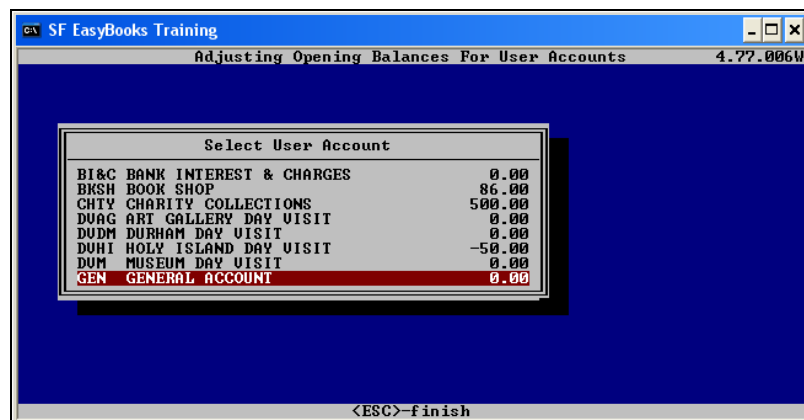 SF EasyBooks Training
Adjusting Opening Balances For User Accounts 4.77.006W
Select User Account
BI&C BANK INTEREST & CHARGES 0.00
BKSH BOOK SHOP 86.00
CHTY CHARITY COLLECTIONS 500.00
DVAG ART GALLERY DAY VISIT 0.00
DVDM DURHAM DAY VISIT 0.00
DVHI HOLY ISLAND DAY VISIT -50.00
DVM MUSEUM DAY VISIT 0.00
GEN GENERAL ACCOUNT 0.00
<ESC>-finish